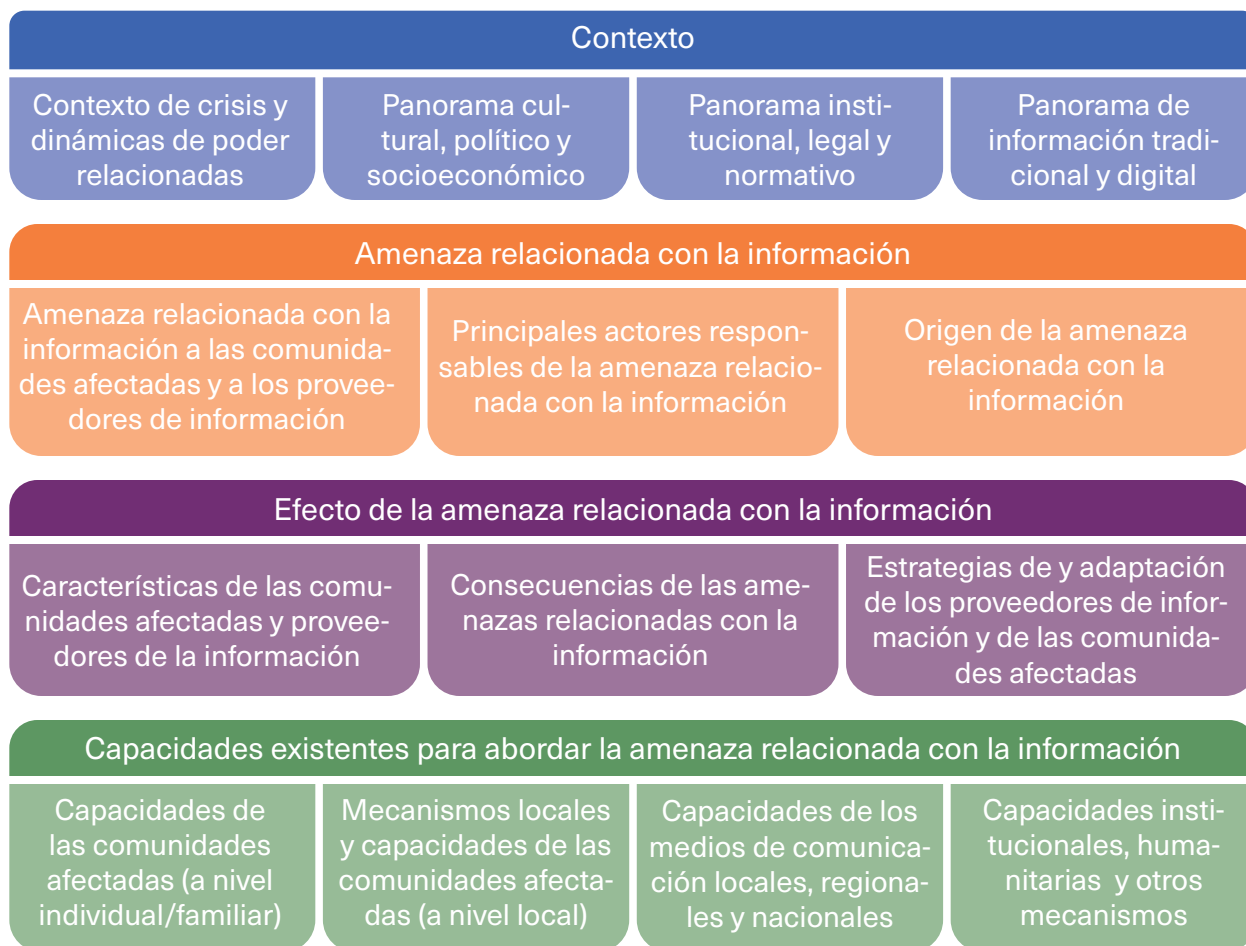 Contexto
Contexto de crisis y
dinámicas de poder
relacionadas
Panorama cul-
tural, político y
socioeconómico
Panorama insti-
tucional, legal y
normativo
Panorama de
información tradi-
cional y digital
Amenaza relacionada con la información
Amenaza relacionada con la
información a las comunida-
des afectadas y a los provee-
dores de información
Principales actores respon-
sables de la amenaza relacio-
nada con la información
Origen de la amenaza
relacionada con la
información
Efecto de la amenaza relacionada con la información
Características de las comu-
nidades afectadas y provee-
dores de la información
Consecuencias de las ame-
nazas relacionadas con la
información
Estrategias de y adaptación
de los proveedores de infor-
mación y de las comunida-
des afectadas
Capacidades existentes para abordar la amenaza relacionada con la información
Capacidades de
las comunidades
afectadas (a nivel
individual/familiar)
Mecanismos locales
y capacidades de las
comunidades afecta-
das (a nivel local)
Capacidades de los
medios de comunica-
ción locales, regiona-
les y nacionales
Capacidades insti-
tucionales, huma-
nitarias  y otros
mecanismos